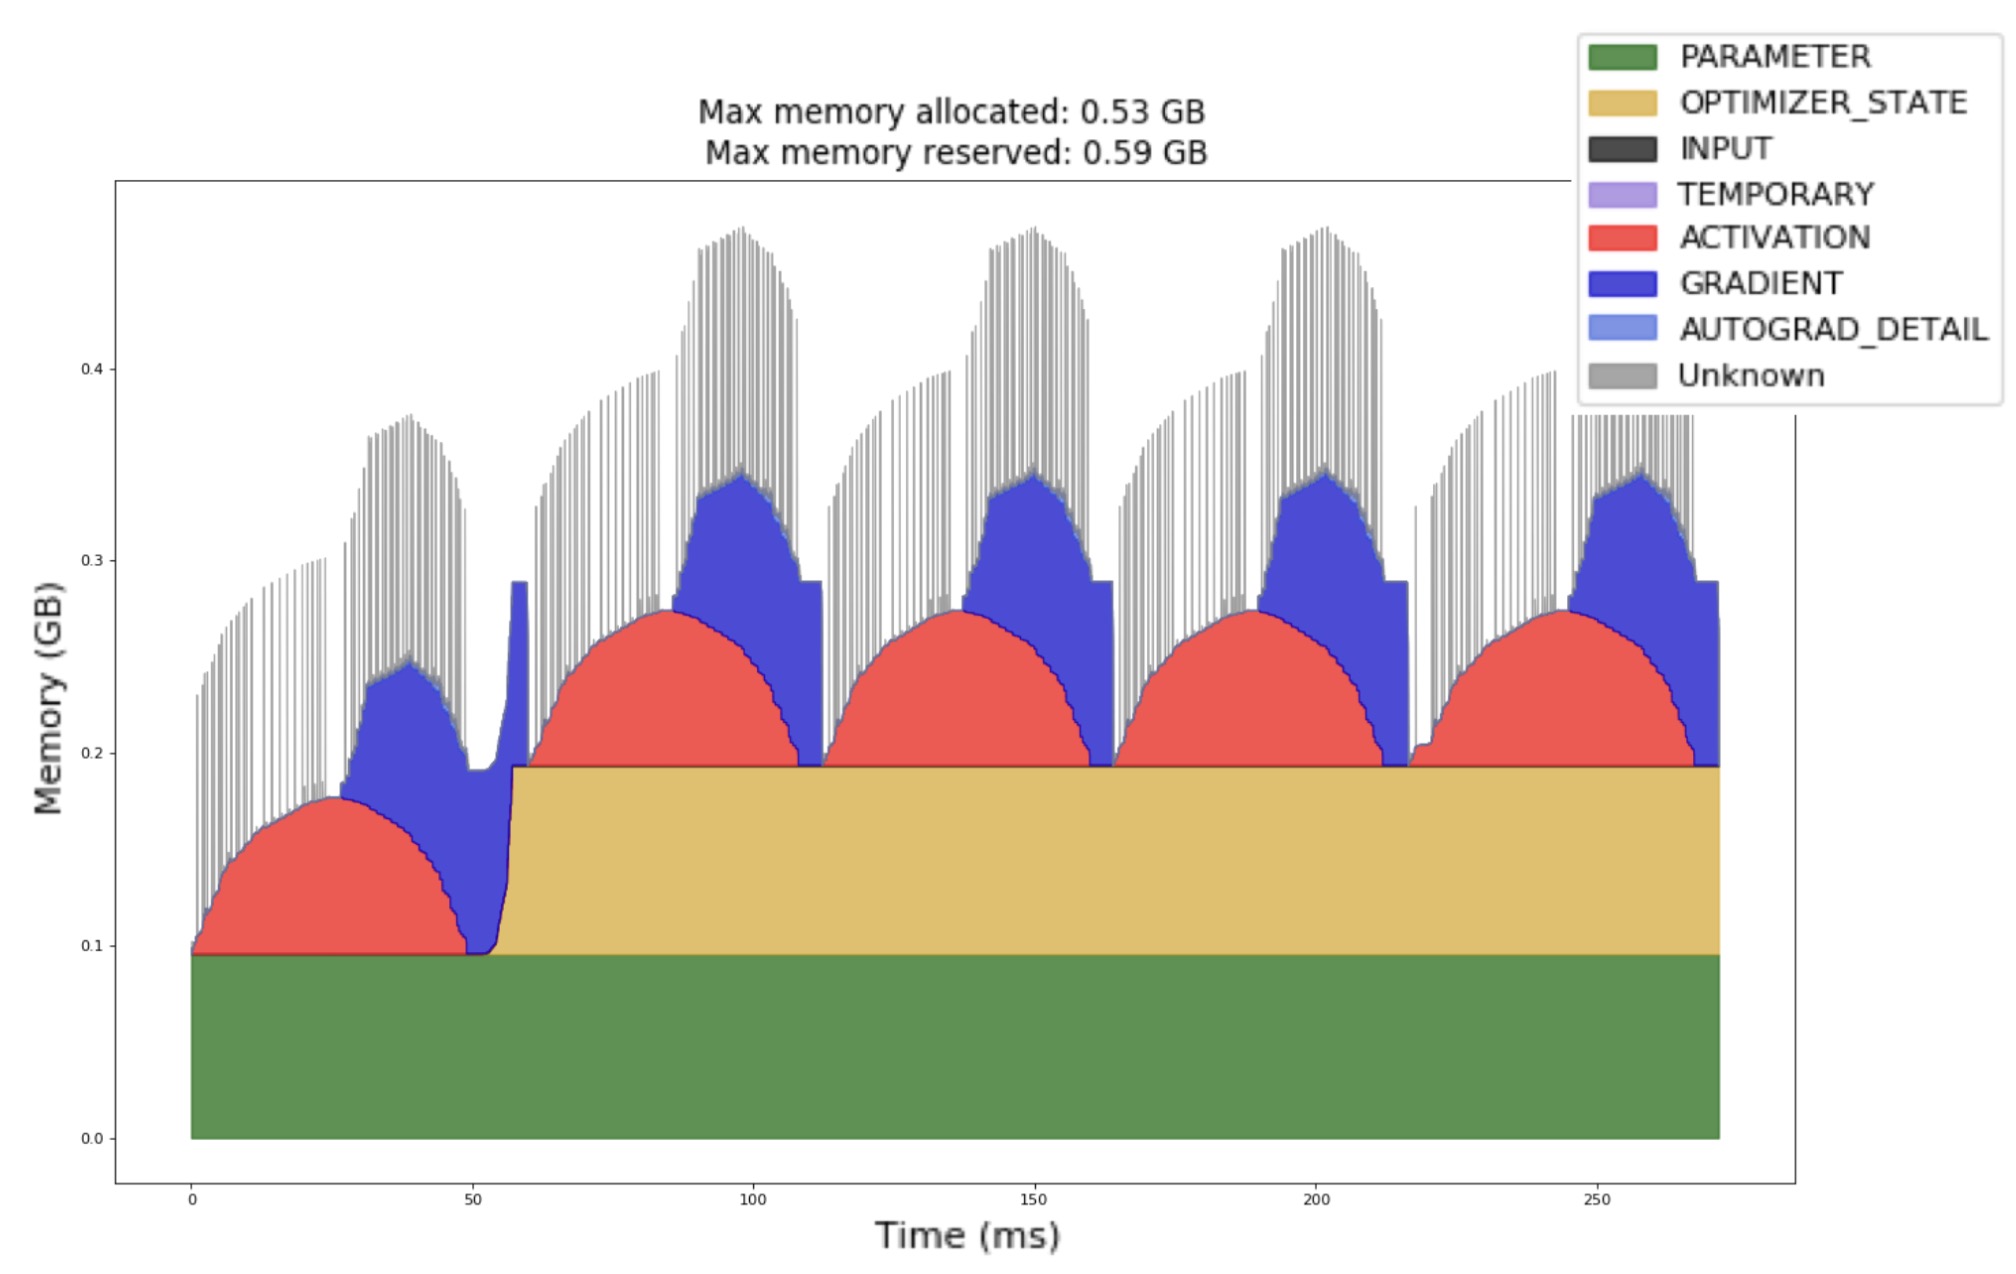 PARAMETER
OPTIMIZER_STATE
INPUT
TEMPORARY
ACTIVATION
GRADIENT
AUTOGRAD_DETAIL
Unknown
Max memory allocated: 0.53 GB
Max memory reserved: 0.59 GB
Memory (GB)
0.4
0.3
0.2
0.1
0.0
0 50 100 150 200 250
Time (ms)